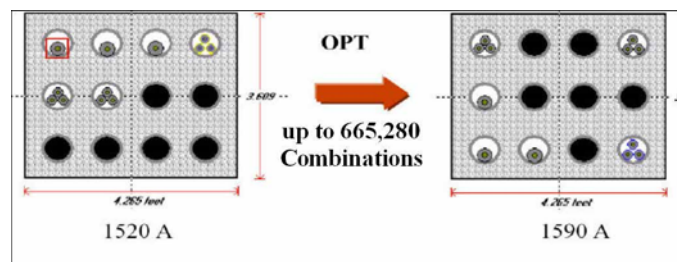 OPT
3.609
up to 665,280
Combinations
4.265 feet
4.265 feet
1520 A
1590 A